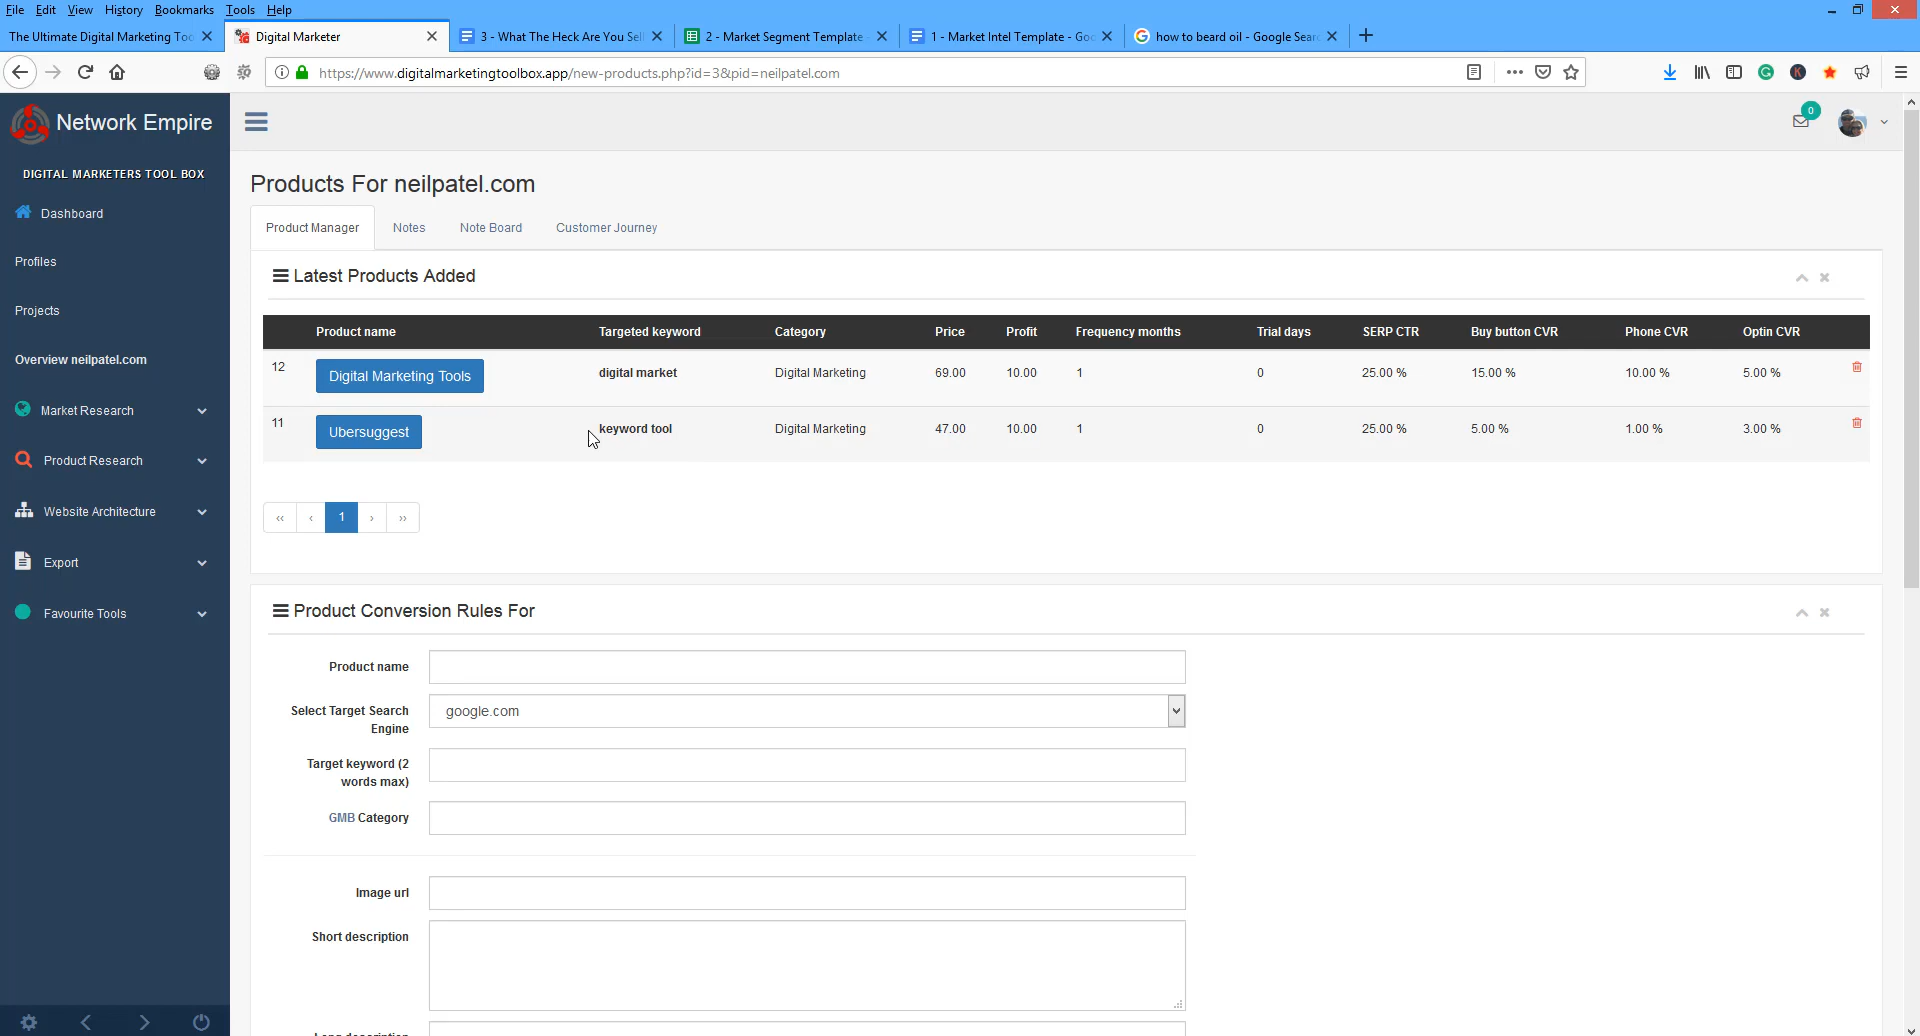 File Edit View History Bookmarks Tools Help
The Ultimate Digital Marketing Too
Digital Marketer
3 - What The Heck Are You Sel
2 - Market Segment Template
1 - Market Intel Template - Goo
how to beard oil - Google Sear
https://www.digitalmarketingtoolbox.app/new-products.php?id=3&pid=neilpatel.com
Network Empire
0
DIGITAL MARKETERS TOOL BOX
Dashboard
Profiles
Projects
Overview neilpatel.com
Market Research
Product Research
Website Architecture
Export
Favourite Tools
Products For neilpatel.com
Product Manager Notes Note Board Customer Journey
Latest Products Added
Product name Targeted keyword Category Price Profit Frequency months Trial days SERP CTR Buy button CVR Phone CVR Optin CVR
12 Digital Marketing Tools digital market Digital Marketing 69.00 10.00 1 0 25.00 % 15.00 % 10.00 % 5.00 %
11 Ubersuggest keyword tool Digital Marketing 47.00 10.00 1 0 25.00 % 5.00 % 1.00 % 3.00 %
‹‹ ‹ 1 › ››
Product Conversion Rules For
Product name
Select Target Search
Engine
google.com
Target keyword (2
words max)
GMB Category
Image url
Short description
Long description